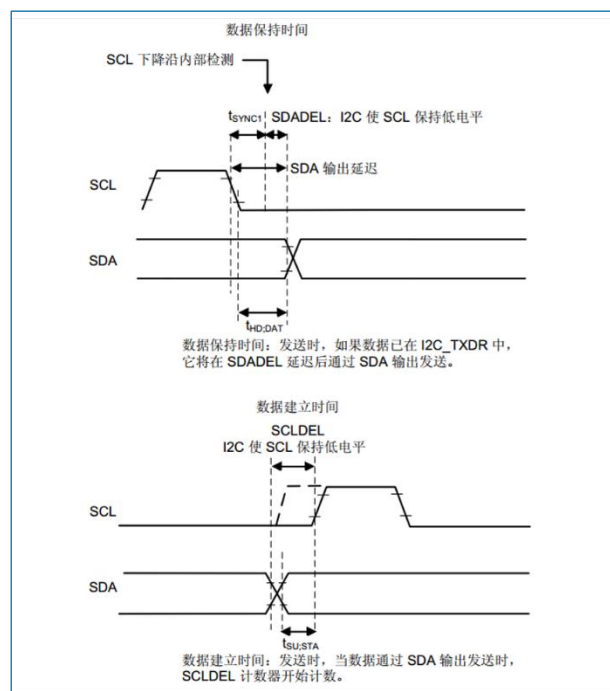 数据保持时间
SCL 下降沿内部检测
tSYNC1 SDADEL：I2C 使 SCL 保持低电平
SDA 输出延迟
SCL
SDA
tHD;DAT
数据保持时间：发送时，如果数据已在 I2C_TXDR 中，
它将在 SDADEL 延迟后通过 SDA 输出发送。
数据建立时间
SCLDEL
I2C 使 SCL 保持低电平
SCL
SDA
tSU;STA
数据建立时间：发送时，当数据通过 SDA 输出发送时，
SCLDEL 计数器开始计数。